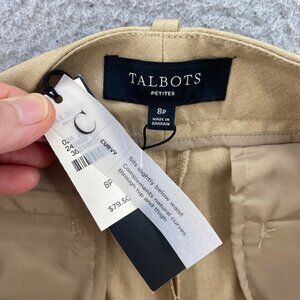 TALBOTS
PETITES
8P
MADE IN
BAHRAIN
C
CURVY
8P
$79.50
Sits slightly below waist
Complements natural curves
through hip and thigh